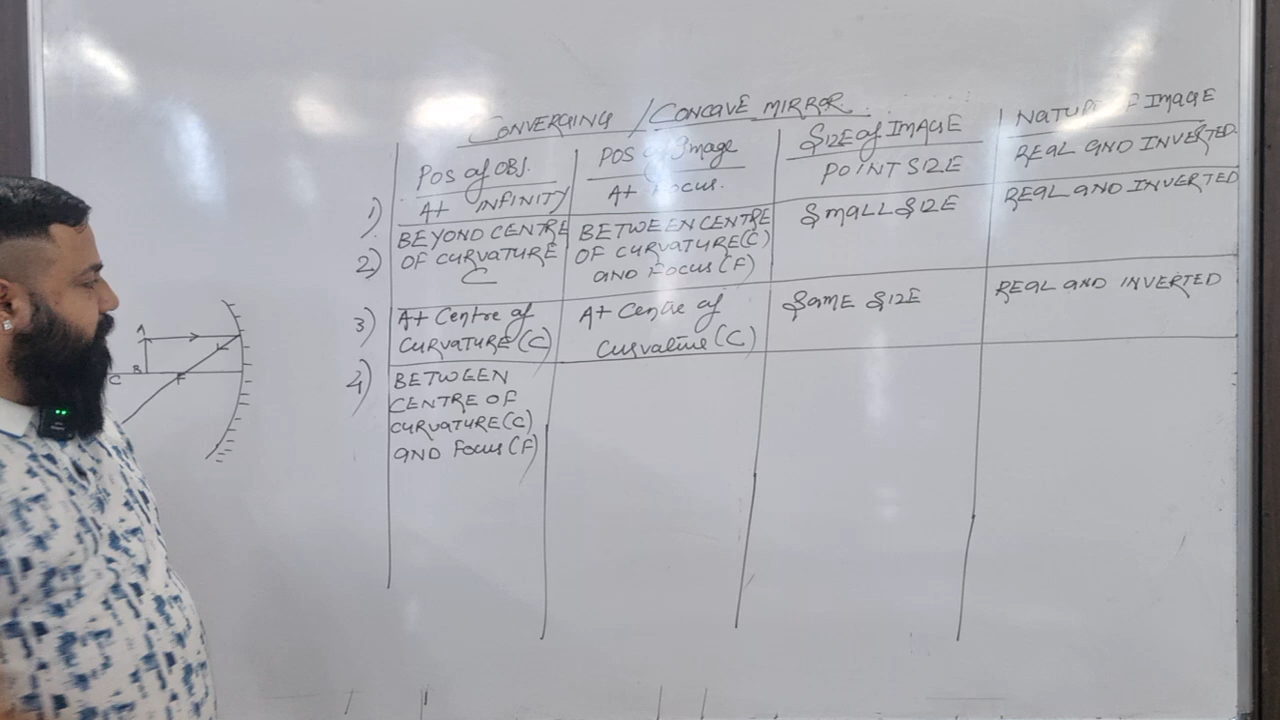 CONVERGING / CONCAVE MIRROR
POS of OBJ.
POS of Image
SIZE of IMAGE
NATURE OF IMAGE
1)
At INFINITY
At Focus.
POINT SIZE
REAL AND INVERTED.
2)
BEYOND CENTRE
OF CURVATURE
C
BETWEEN CENTRE
OF CURVATURE(C)
AND FOCUS (F)
SMALL SIZE
REAL AND INVERTED
3)
At Centre of
CURVATURE (C)
At Centre of
Curvature (C)
SAME SIZE
REAL AND INVERTED
4)
BETWEEN
CENTRE OF
CURVATURE(C)
AND Focus (F)
A
C
B
F